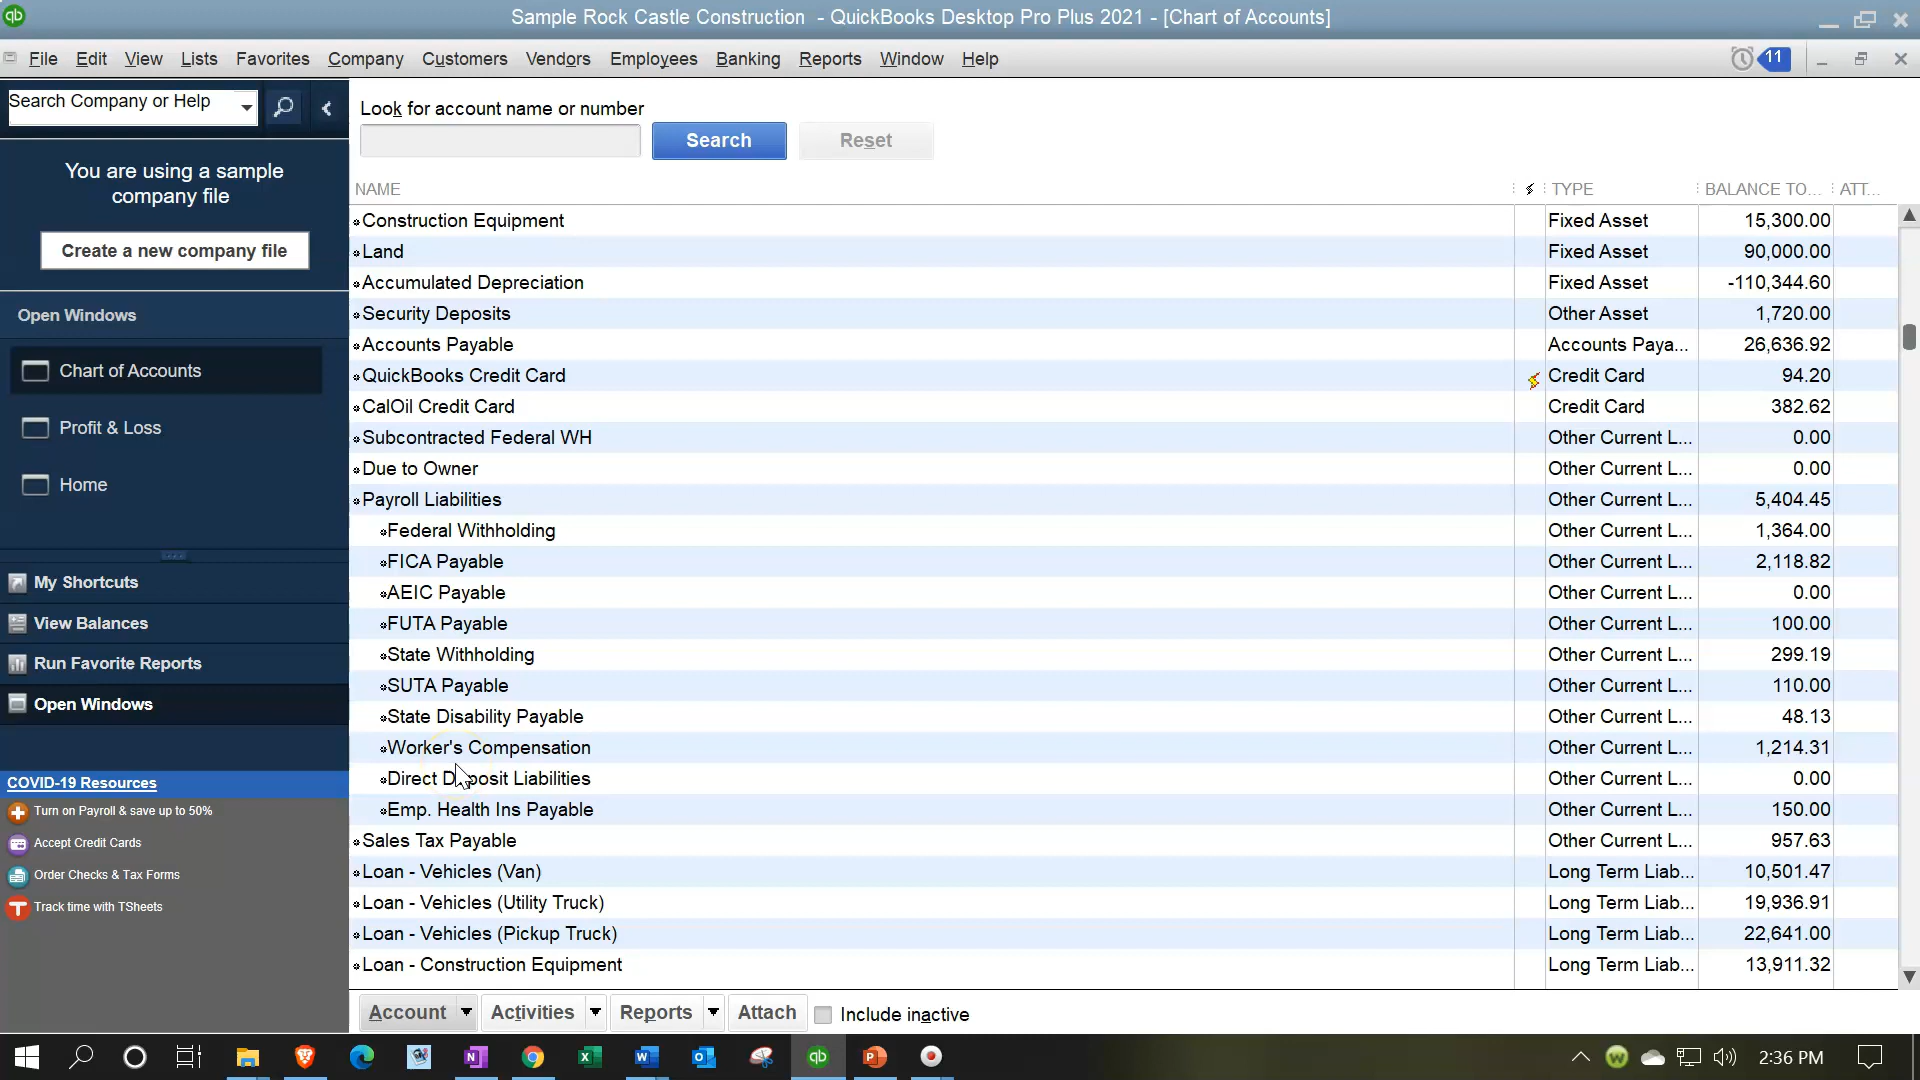 Sample Rock Castle Construction - QuickBooks Desktop Pro Plus 2021 - [Chart of Accounts]
File Edit View Lists Favorites Company Customers Vendors Employees Banking Reports Window Help
11
Search Company or Help
You are using a sample
company file
Create a new company file
Open Windows
Chart of Accounts
Profit & Loss
Home
My Shortcuts
View Balances
Run Favorite Reports
Open Windows
COVID-19 Resources
Turn on Payroll & save up to 50%
Accept Credit Cards
Order Checks & Tax Forms
Track time with TSheets
Look for account name or number
Search Reset
NAME TYPE BALANCE TO... ATT...
Construction Equipment Fixed Asset 15,300.00
Land Fixed Asset 90,000.00
Accumulated Depreciation Fixed Asset -110,344.60
Security Deposits Other Asset 1,720.00
Accounts Payable Accounts Paya... 26,636.92
QuickBooks Credit Card Credit Card 94.20
CalOil Credit Card Credit Card 382.62
Subcontracted Federal WH Other Current L... 0.00
Due to Owner Other Current L... 0.00
Payroll Liabilities Other Current L... 5,404.45
Federal Withholding Other Current L... 1,364.00
FICA Payable Other Current L... 2,118.82
AEIC Payable Other Current L... 0.00
FUTA Payable Other Current L... 100.00
State Withholding Other Current L... 299.19
SUTA Payable Other Current L... 110.00
State Disability Payable Other Current L... 48.13
Worker's Compensation Other Current L... 1,214.31
Direct Deposit Liabilities Other Current L... 0.00
Emp. Health Ins Payable Other Current L... 150.00
Sales Tax Payable Other Current L... 957.63
Loan - Vehicles (Van) Long Term Liab... 10,501.47
Loan - Vehicles (Utility Truck) Long Term Liab... 19,936.91
Loan - Vehicles (Pickup Truck) Long Term Liab... 22,641.00
Loan - Construction Equipment Long Term Liab... 13,911.32
Account Activities Reports Attach Include inactive
2:36 PM